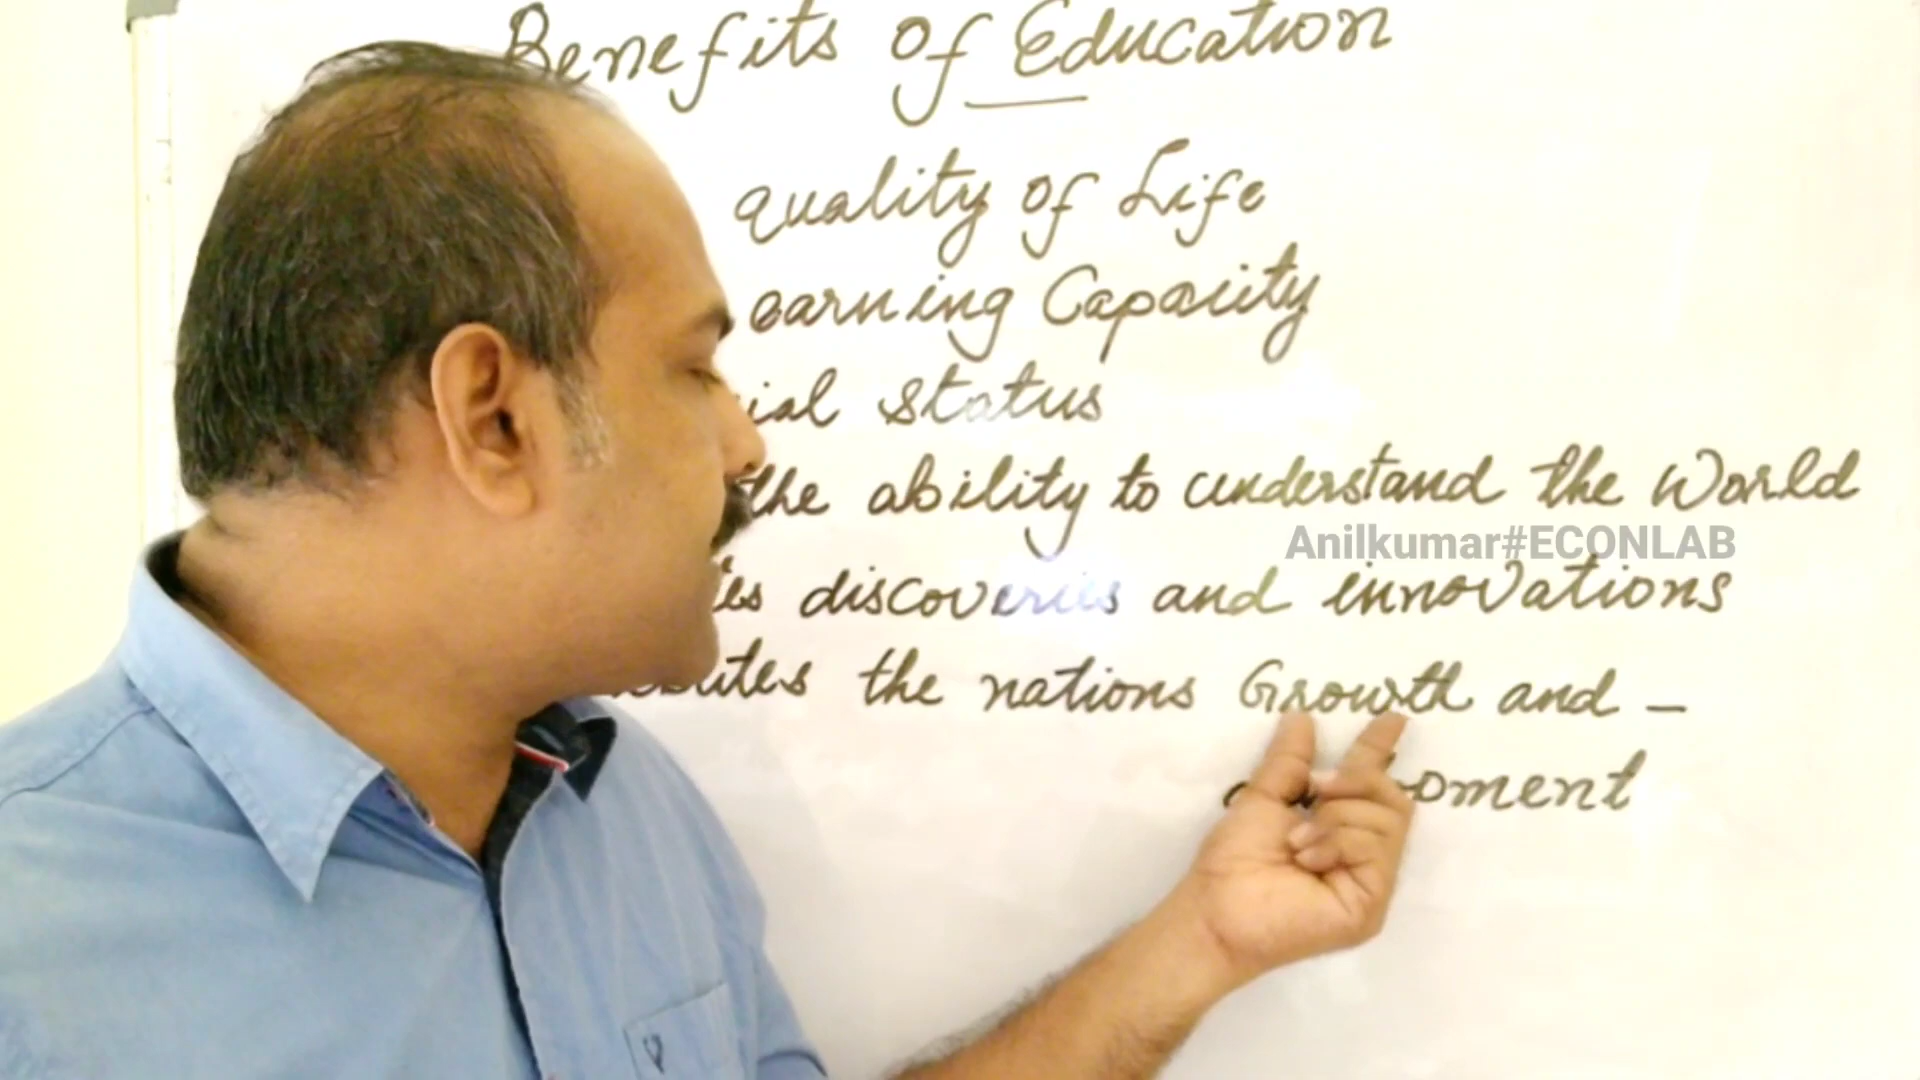 Benefits of Education
quality of Life
earning Capacity
status
the ability to understand the World
Anilkumar#ECONLAB
discoveries and innovations
the nations Growth and -